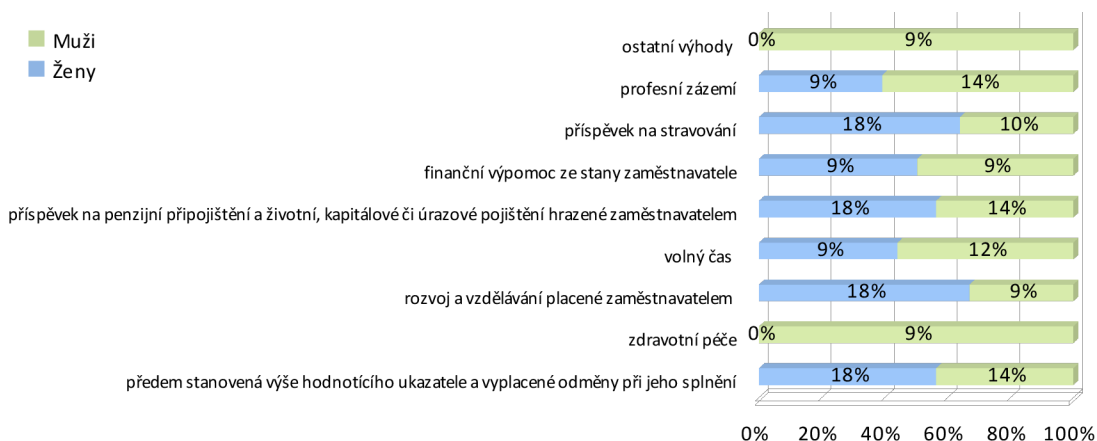 Muži
Ženy
ostatní výhody 0% 9%
profesní zázemí 9% 14%
příspěvek na stravování 18% 10%
finanční výpomoc ze stany zaměstnavatele 9% 9%
příspěvek na penzijní připojištění a životní, kapitálové či úrazové pojištění hrazené zaměstnavatelem 18% 14%
volný čas 9% 12%
rozvoj a vzdělávání placené zaměstnavatelem 18% 9%
zdravotní péče 0% 9%
předem stanovená výše hodnotícího ukazatele a vyplacené odměny při jeho splnění 18% 14%
0% 20% 40% 60% 80% 100%